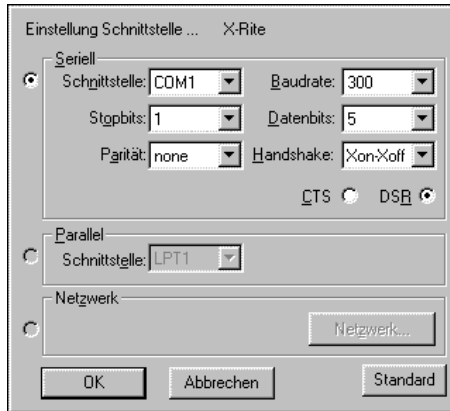 Einstellung Schnittstelle ... X-Rite
Seriell
Schnittstelle: COM1 Baudrate: 300
Stopbits: 1 Datenbits: 5
Parität: none Handshake: Xon-Xoff
CTS DSR
Parallel
Schnittstelle: LPT1
Netzwerk
Netzwerk...
OK Abbrechen Standard